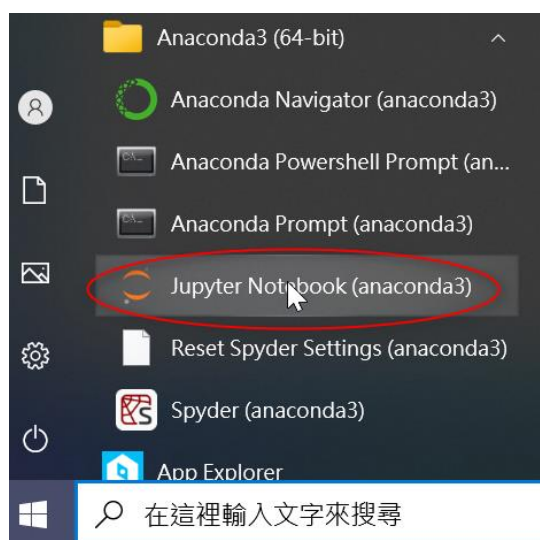 Anaconda3 (64-bit)
Anaconda Navigator (anaconda3)
Anaconda Powershell Prompt (an...
Anaconda Prompt (anaconda3)
Jupyter Notebook (anaconda3)
Reset Spyder Settings (anaconda3)
Spyder (anaconda3)
App Explorer
在這裡輸入文字來搜尋